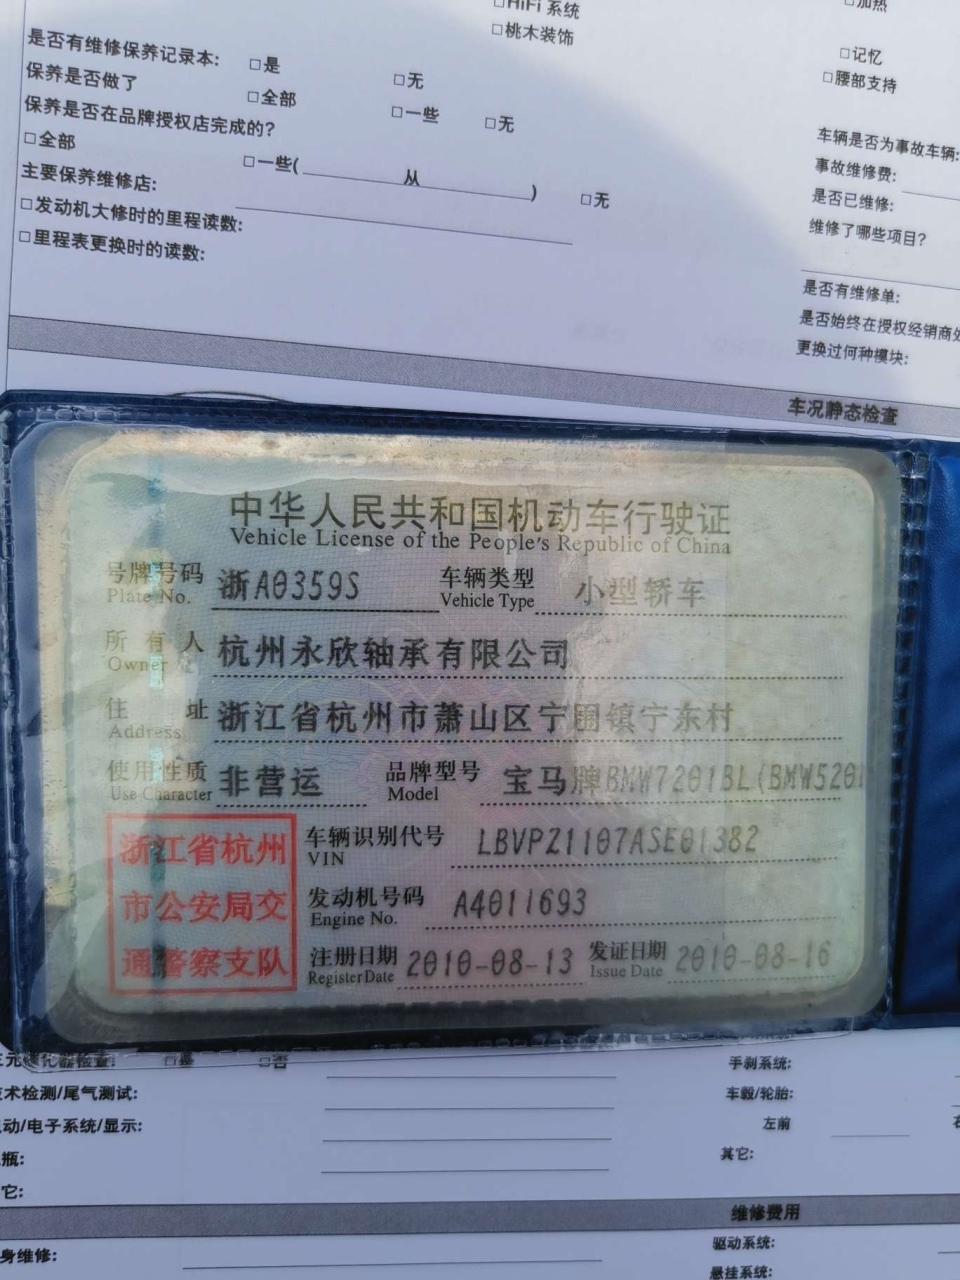 □HiFi 系统
□加热
□桃木装饰
是否有维修保养记录本: □是 □无
□记忆
保养是否做了 □全部 □一些 □无
□腰部支持
保养是否在品牌授权店完成的？
□全部 □一些( 从 ) □无
车辆是否为事故车辆:
主要保养维修店:
事故维修费:
□发动机大修时的里程读数:
是否已维修:
□里程表更换时的读数:
维修了哪些项目？
是否有维修单:
是否始终在授权经销商处
更换过何种模块:
车况静态检查
中华人民共和国机动车行驶证
Vehicle License of the People's Republic of China
号牌号码 浙A0359S 车辆类型 小型轿车
Plate No. Vehicle Type
所有人 杭州永欣轴承有限公司
Owner
住址 浙江省杭州市萧山区宁围镇宁东村
Address
使用性质 非营运 品牌型号 宝马牌BMW7201BL(BMW520i
Use Character Model
浙江省杭州
市公安局交
通警察支队
车辆识别代号 LBVPZ1107ASE01382
VIN
发动机号码 A4011693
Engine No.
注册日期 2010-08-13 发证日期 2010-08-16
Register Date Issue Date
□是 □否
手刹系统:
术检测/尾气测试:
车毂/轮胎:
动/电子系统/显示:
左前
瓶:
其它:
它:
维修费用
身维修:
驱动系统:
悬挂系统: